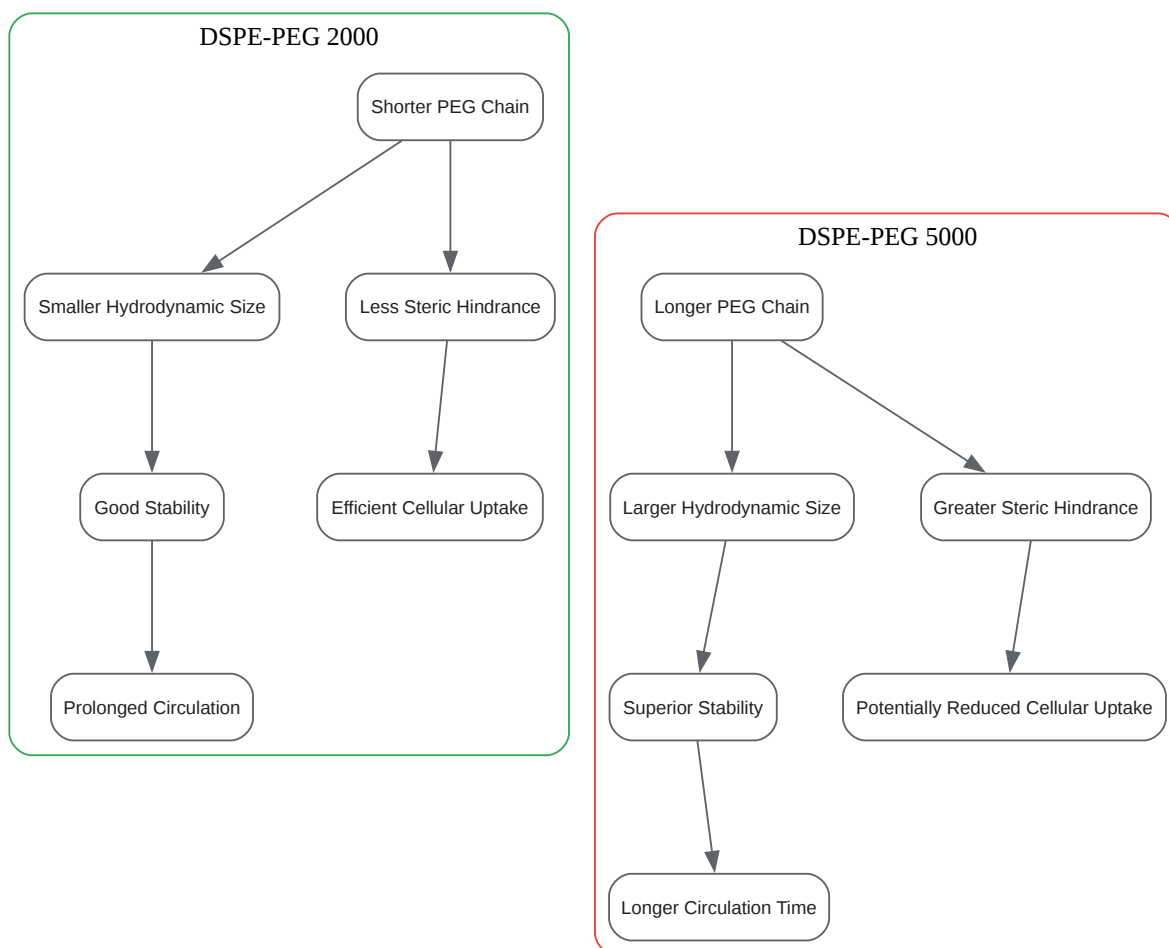 DSPE-PEG 2000
Shorter PEG Chain
Smaller Hydrodynamic Size
Less Steric Hindrance
Good Stability
Efficient Cellular Uptake
Prolonged Circulation
DSPE-PEG 5000
Longer PEG Chain
Larger Hydrodynamic Size
Greater Steric Hindrance
Superior Stability
Potentially Reduced Cellular Uptake
Longer Circulation Time